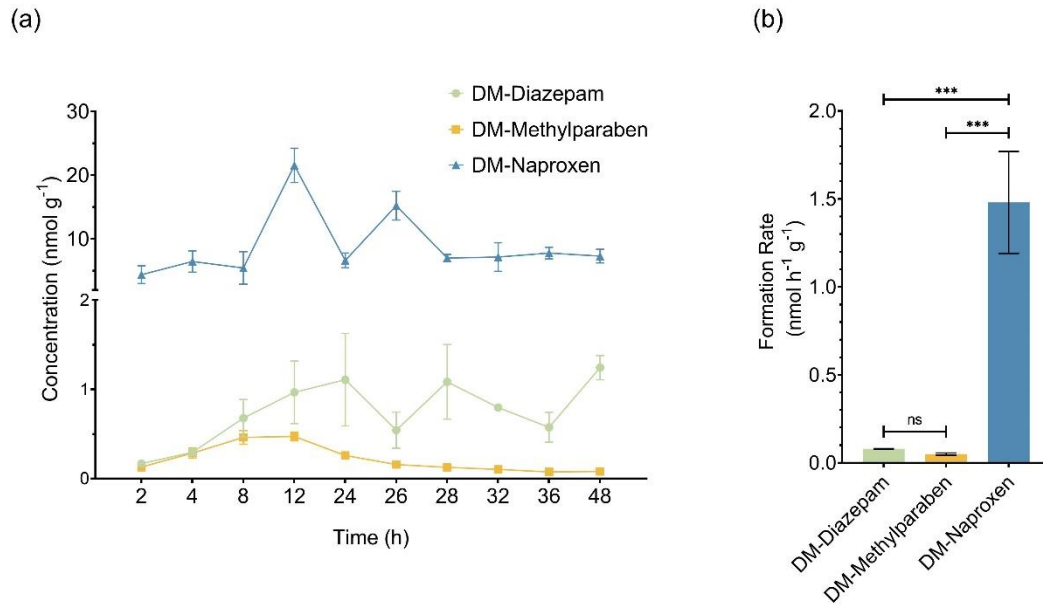 (a)
(b)
DM-Diazepam
DM-Methylparaben
DM-Naproxen
Concentration (nmol g⁻¹)
30
20
10
2
1
0
2 4 8 12 24 26 28 32 36 48
Time (h)
***
***
ns
Formation Rate
(nmol h⁻¹ g⁻¹)
2.0
1.5
1.0
0.5
0.0
DM-Diazepam
DM-Methylparaben
DM-Naproxen